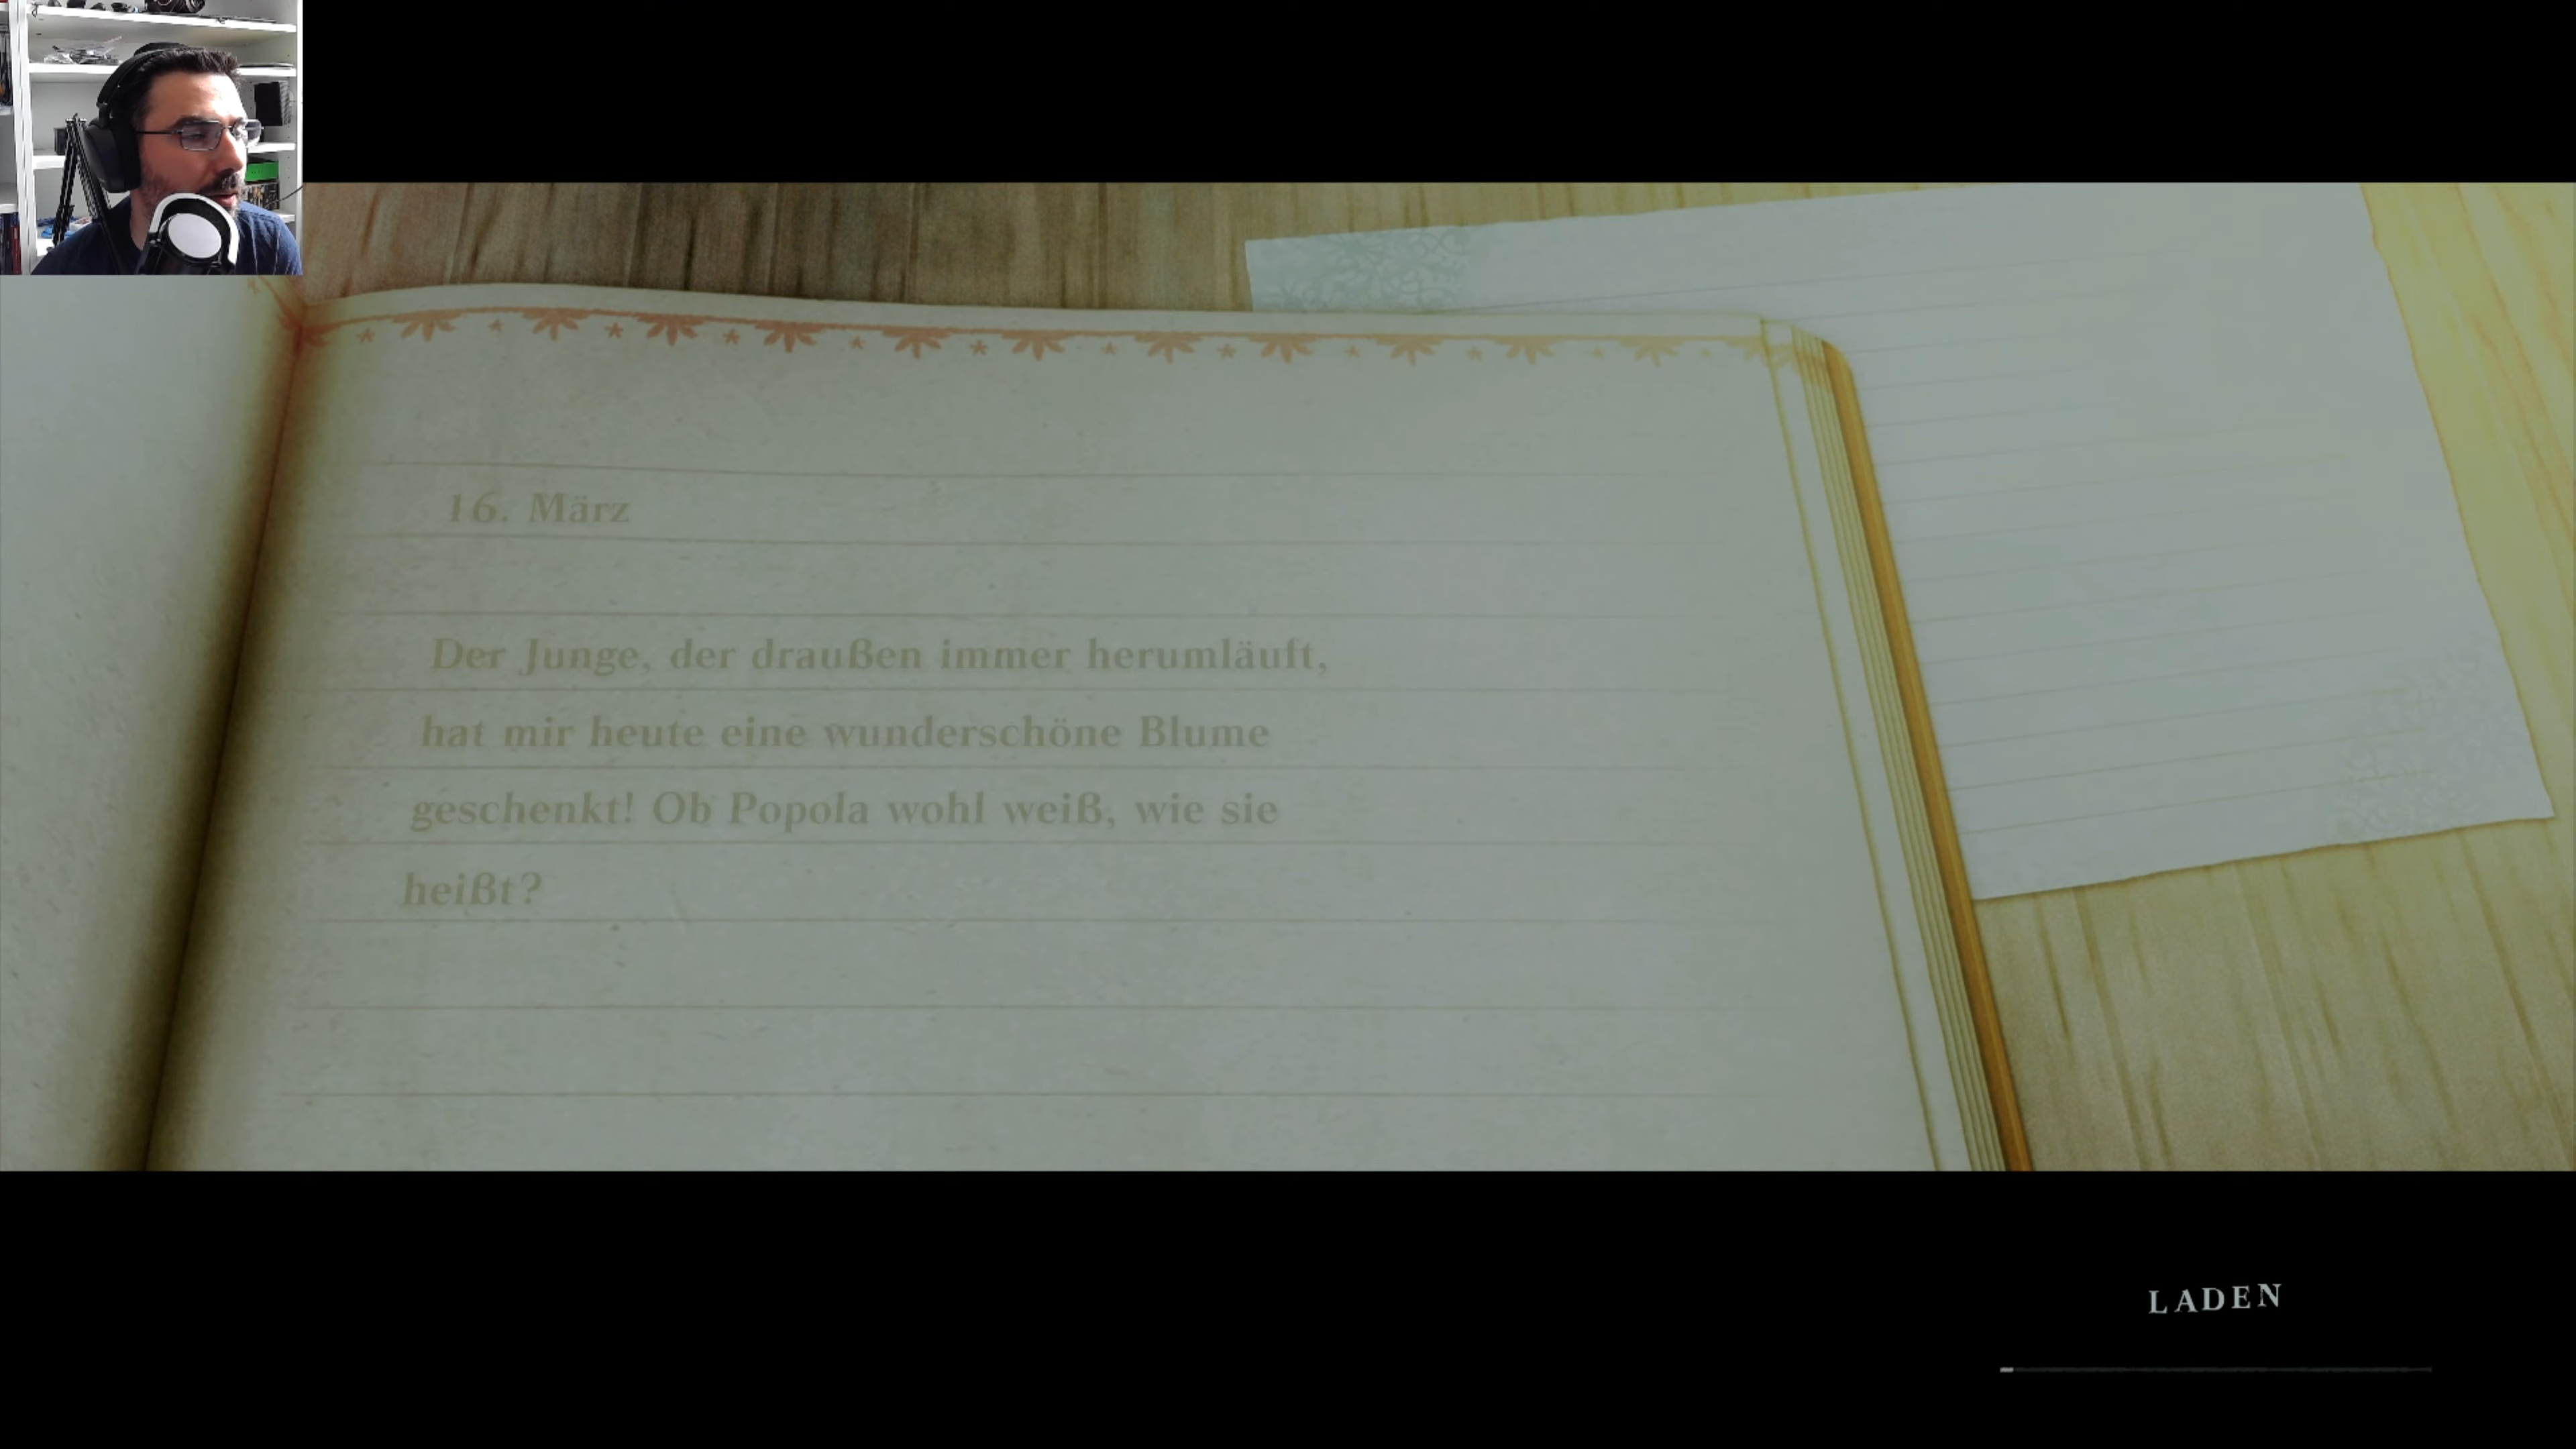 16. März
Der Junge, der draußen immer herumläuft,
hat mir heute eine wunderschöne Blume
geschenkt! Ob Popola wohl weiß, wie sie
heißt?
LADEN